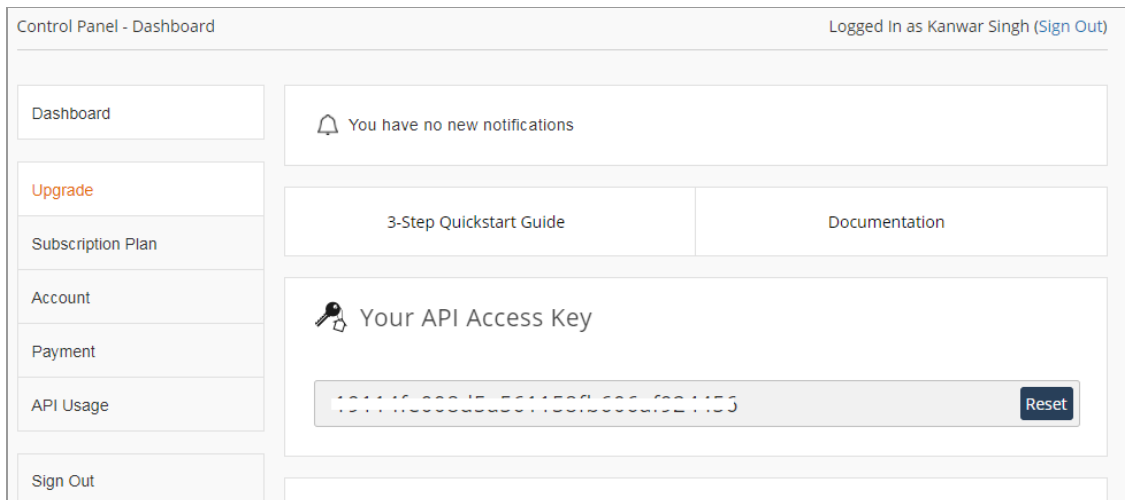 Control Panel - Dashboard
Logged In as Kanwar Singh (Sign Out)
Dashboard
You have no new notifications
Upgrade
3-Step Quickstart Guide
Documentation
Subscription Plan
Account
Your API Access Key
Payment
API Usage
Reset
Sign Out